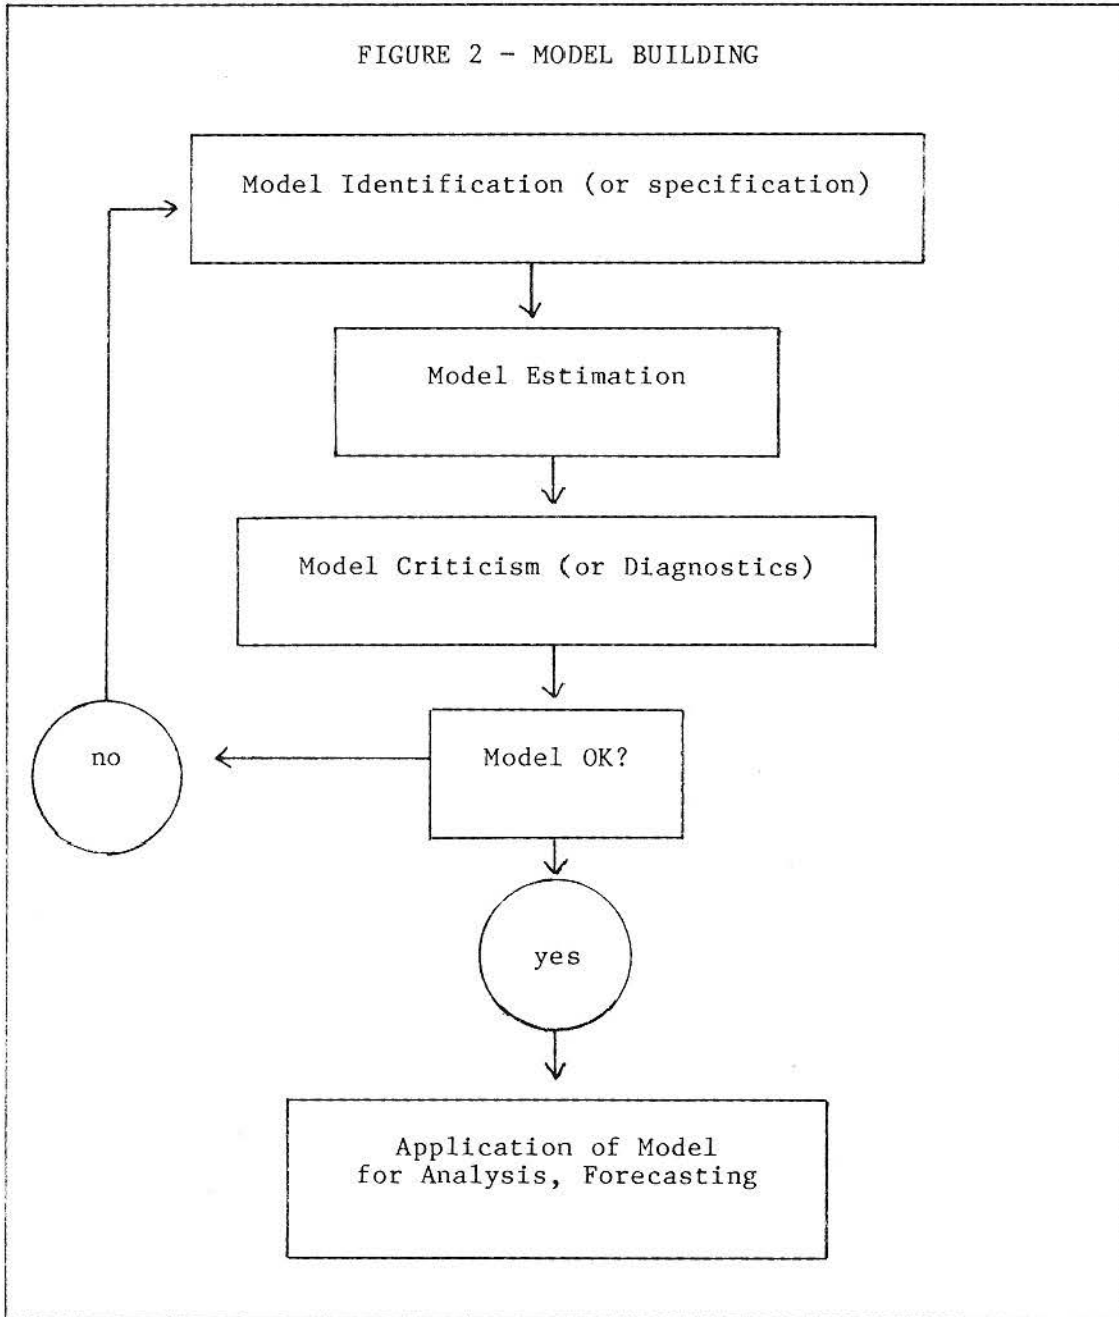 FIGURE 2 - MODEL BUILDING
Model Identification (or specification)
Model Estimation
Model Criticism (or Diagnostics)
no
Model OK?
yes
Application of Model
for Analysis, Forecasting